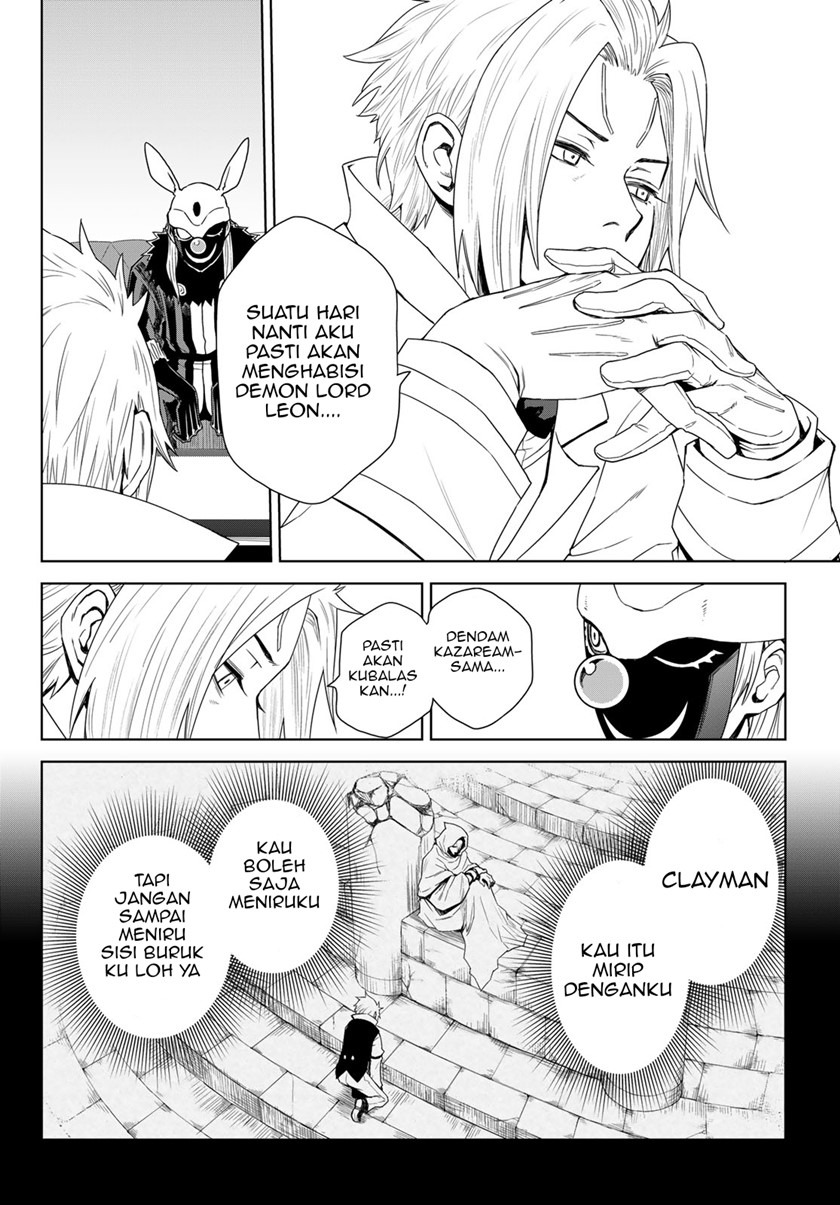 SUATU HARI
NANTI AKU
PASTI AKAN
MENGHABISI
DEMON LORD
LEON....
DENDAM
KAZAREAM-
SAMA...
PASTI
AKAN
KUBALAS
KAN...!
CLAYMAN
KAU ITU
MIRIP
DENGANKU
KAU
BOLEH
SAJA
MENIRUKU
TAPI
JANGAN
SAMPAI
MENIRU
SISI BURUK
KU LOH YA